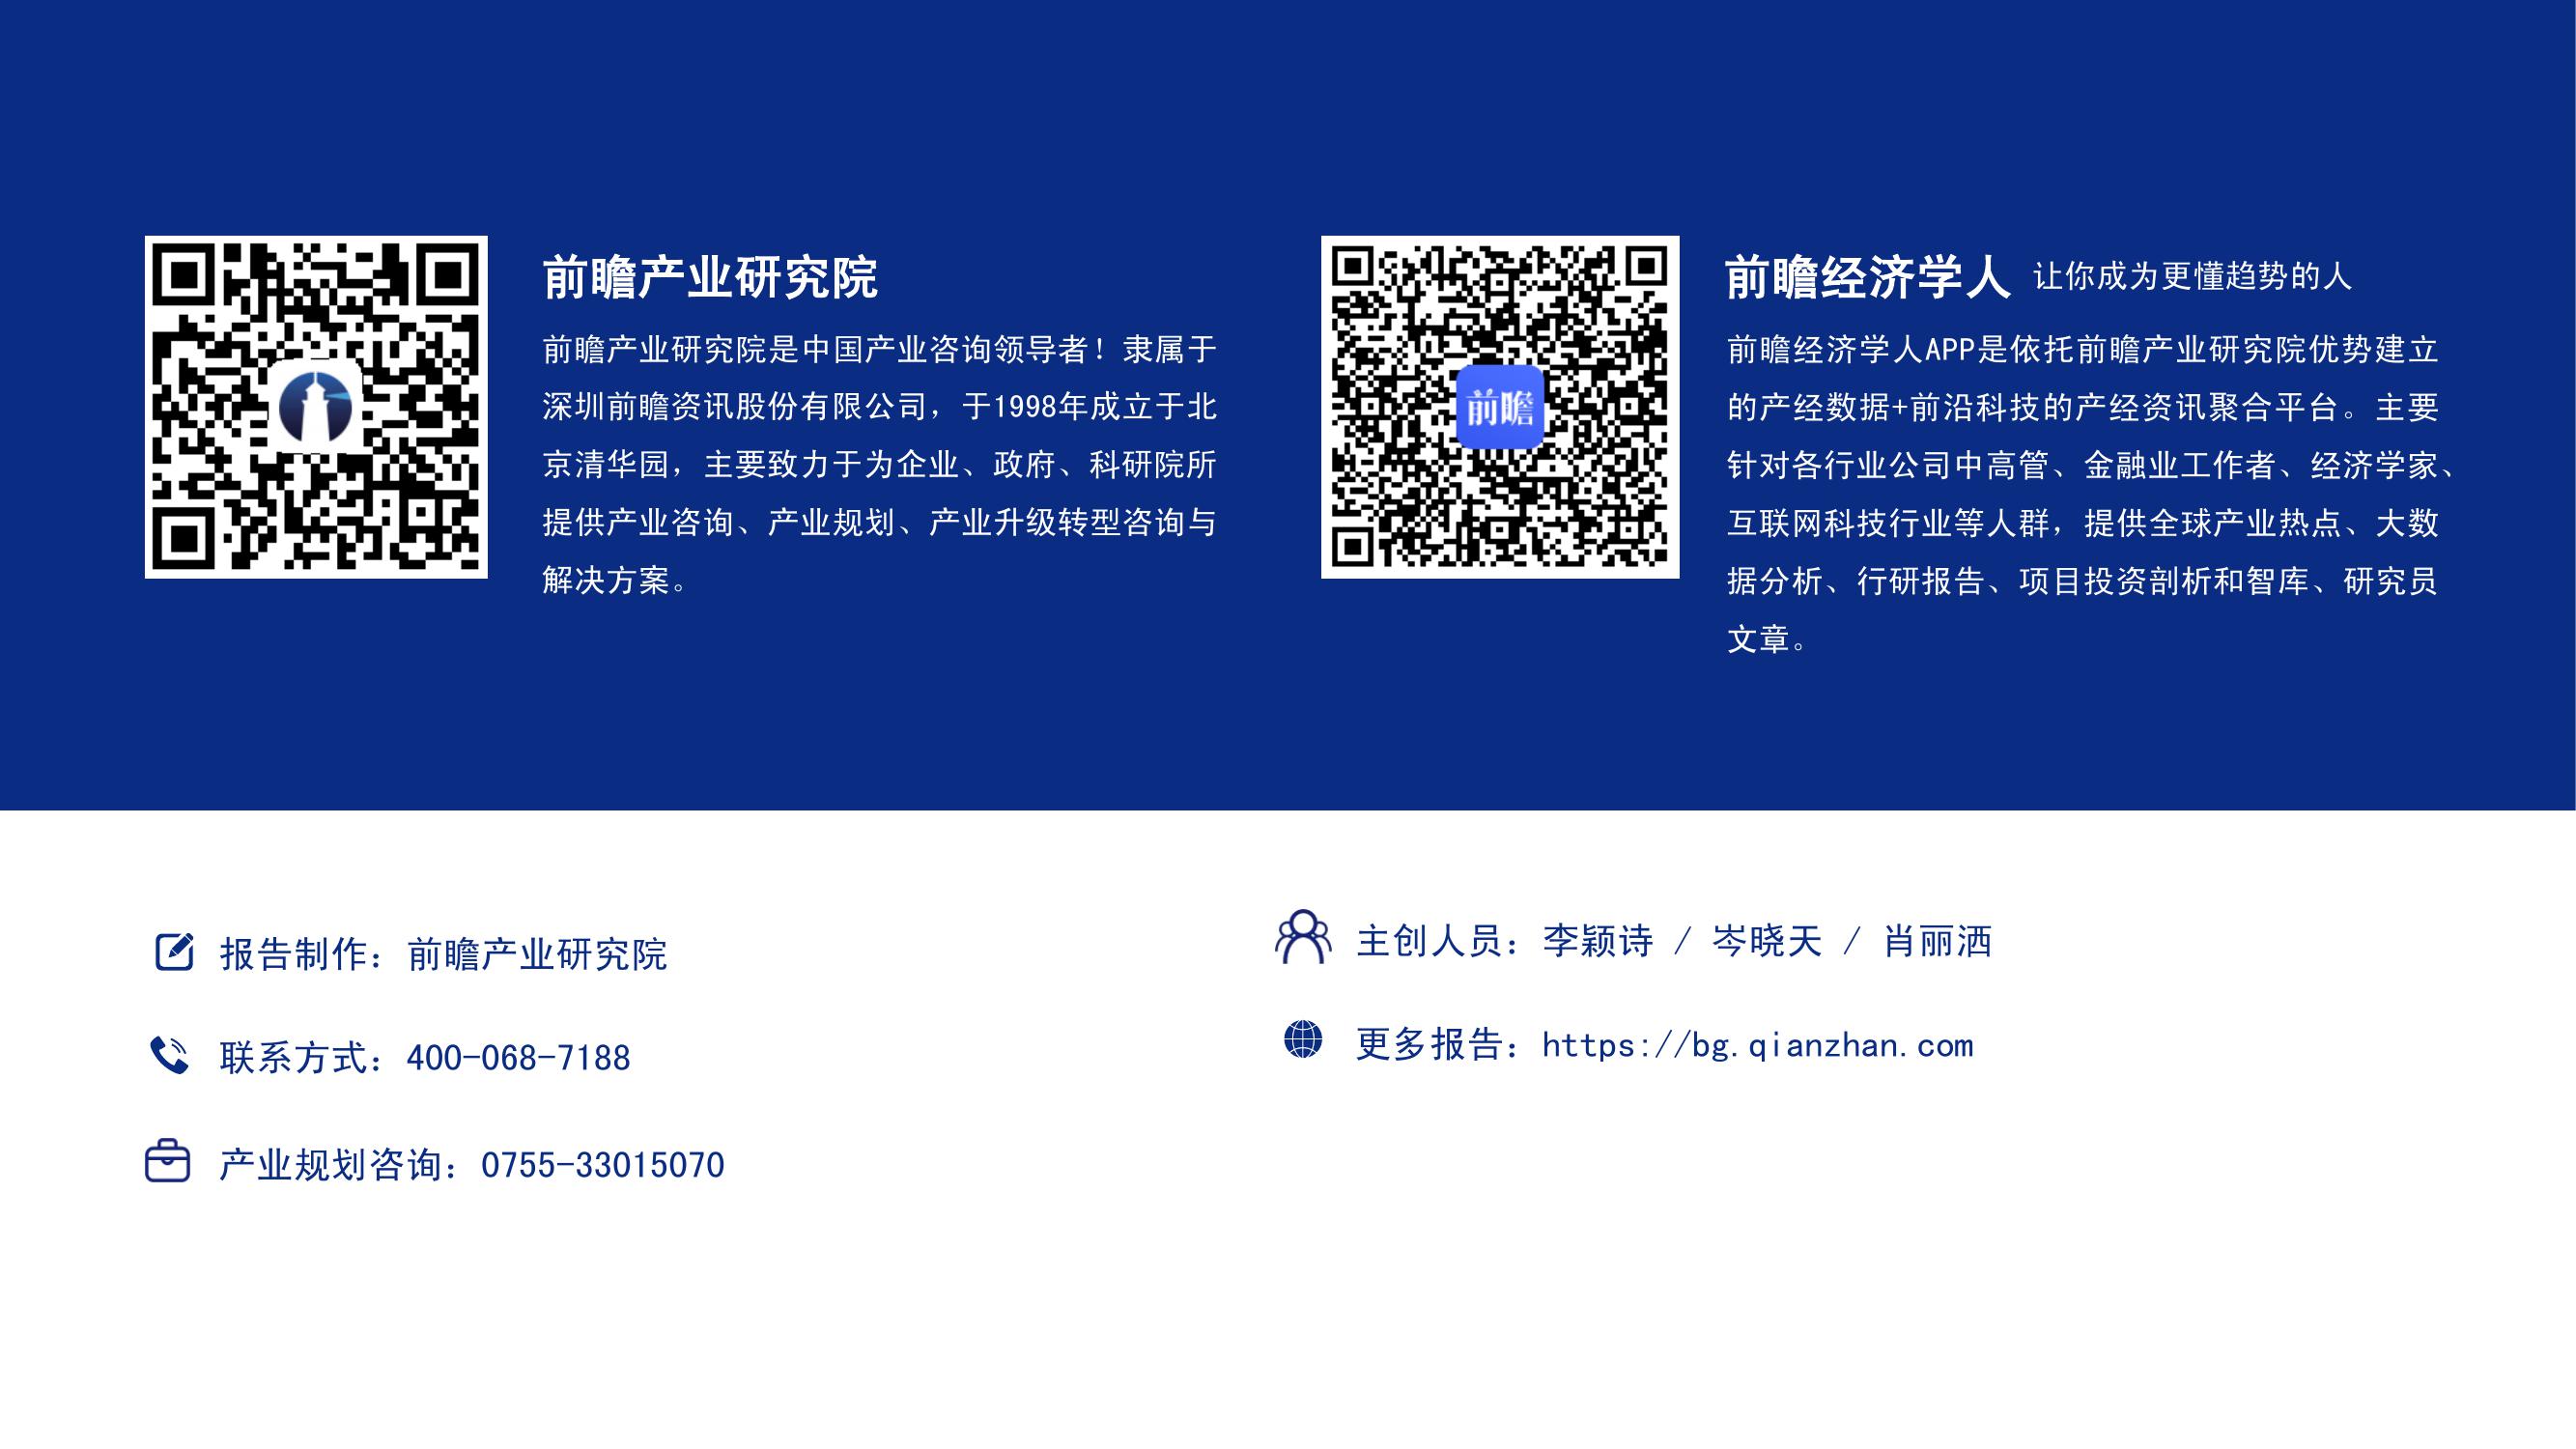 前瞻产业研究院
前瞻产业研究院是中国产业咨询领导者！隶属于
深圳前瞻资讯股份有限公司，于1998年成立于北
京清华园，主要致力于为企业、政府、科研院所
提供产业咨询、产业规划、产业升级转型咨询与
解决方案。
前瞻
前瞻经济学人 让你成为更懂趋势的人
前瞻经济学人APP是依托前瞻产业研究院优势建立
的产经数据+前沿科技的产经资讯聚合平台。主要
针对各行业公司中高管、金融业工作者、经济学家、
互联网科技行业等人群，提供全球产业热点、大数
据分析、行研报告、项目投资剖析和智库、研究员
文章。
报告制作：前瞻产业研究院
联系方式：400-068-7188
产业规划咨询：0755-33015070
主创人员：李颖诗 / 岑晓天 / 肖丽洒
更多报告：https://bg.qianzhan.com